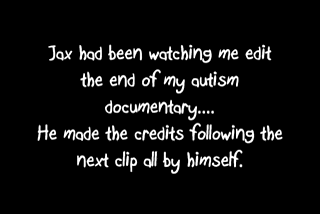 Jax had been watching me edit
the end of my autism
documentary....
He made the credits following the
next clip all by himself.